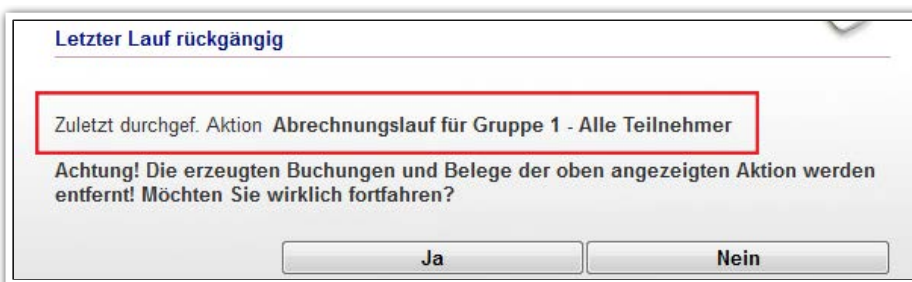 Letzter Lauf rückgängig
Zuletzt durchgef. Aktion Abrechnungslauf für Gruppe 1 - Alle Teilnehmer
Achtung! Die erzeugten Buchungen und Belege der oben angezeigten Aktion werden
entfernt! Möchten Sie wirklich fortfahren?
Ja Nein